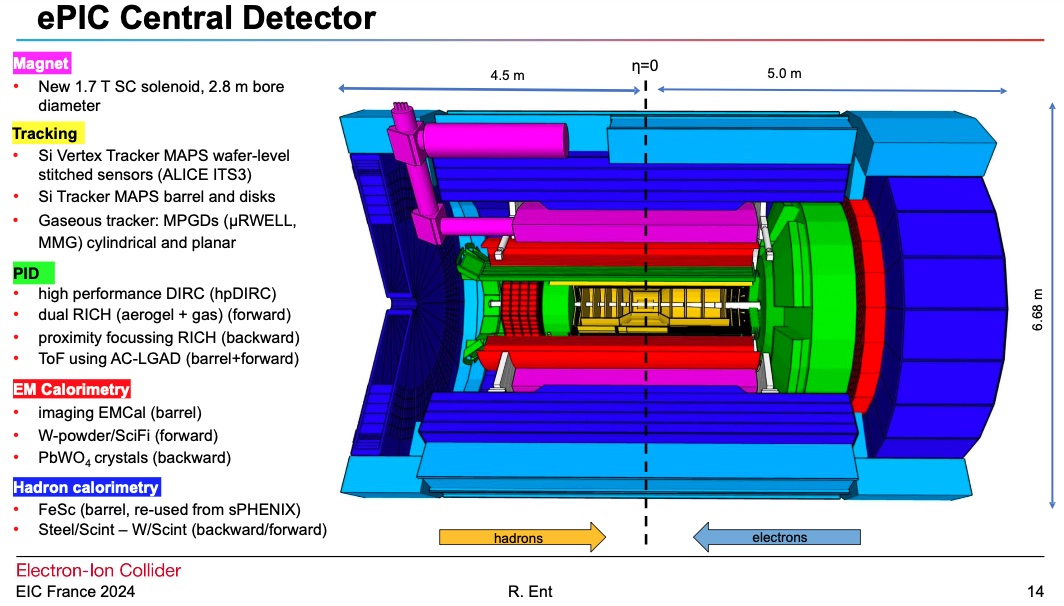 ePIC Central Detector
Magnet
• New 1.7 T SC solenoid, 2.8 m bore
diameter
Tracking
• Si Vertex Tracker MAPS wafer-level
stitched sensors (ALICE ITS3)
• Si Tracker MAPS barrel and disks
• Gaseous tracker: MPGDs (μRWELL,
MMG) cylindrical and planar
PID
• high performance DIRC (hpDIRC)
• dual RICH (aerogel + gas) (forward)
• proximity focussing RICH (backward)
• ToF using AC-LGAD (barrel+forward)
EM Calorimetry
• imaging EMCal (barrel)
• W-powder/SciFi (forward)
• PbWO₄ crystals (backward)
Hadron calorimetry
• FeSc (barrel, re-used from sPHENIX)
• Steel/Scint – W/Scint (backward/forward)
4.5 m
η=0
5.0 m
6.68 m
hadrons
electrons
Electron-Ion Collider
EIC France 2024
R. Ent
14